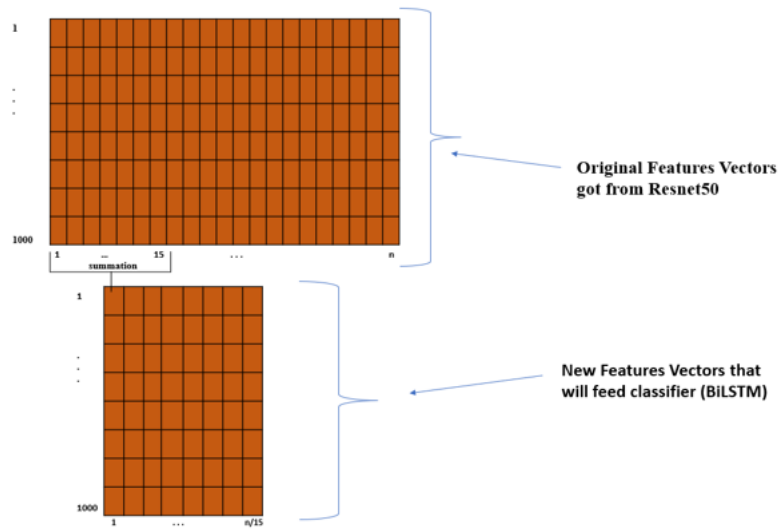 1
.
.
.
1000
1 ... 15 ... n
summation
Original Features Vectors
got from Resnet50
1
.
.
.
1000
1 ... n/15
New Features Vectors that
will feed classifier (BiLSTM)